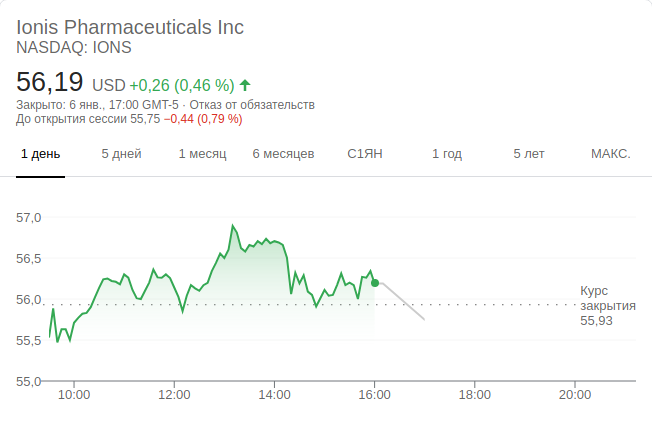 Ionis Pharmaceuticals Inc
NASDAQ: IONS
56,19 USD +0,26 (0,46 %)
Закрыто: 6 янв., 17:00 GMT-5 · Отказ от обязательств
До открытия сессии 55,75 −0,44 (0,79 %)
1 день 5 дней 1 месяц 6 месяцев С1ЯН 1 год 5 лет МАКС.
57,0
56,5
56,0
55,5
55,0
Курс
закрытия
55,93
10:00 12:00 14:00 16:00 18:00 20:00